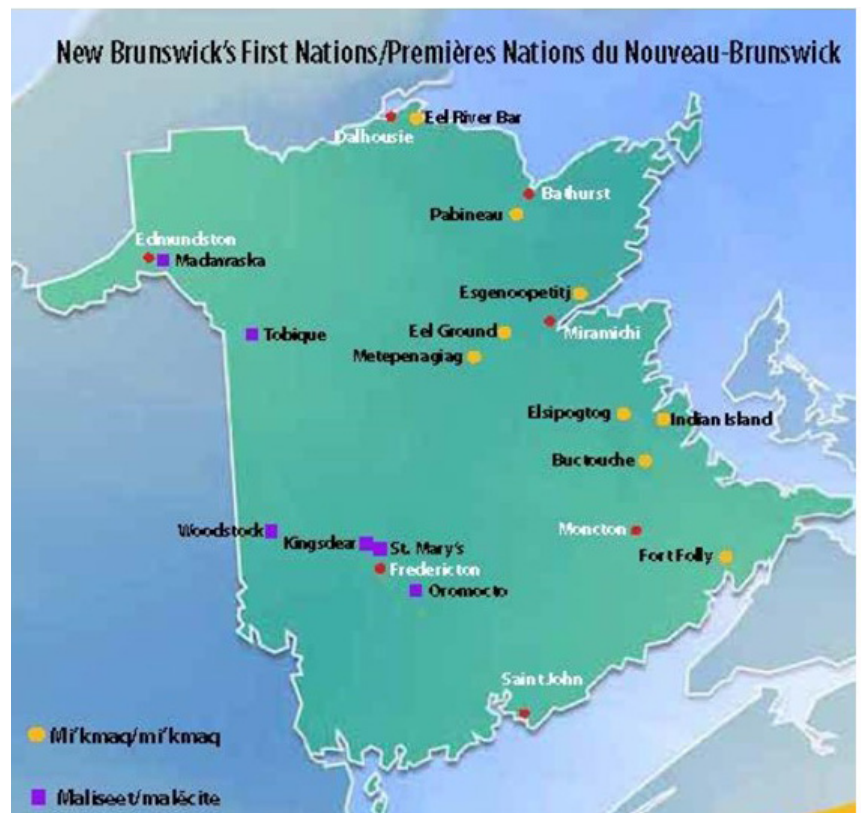 New Brunswick's First Nations/Premières Nations du Nouveau-Brunswick
Eel River Bar
Dalhousie
Bathurst
Pabineau
Edmundston
Madawaska
Esgenoopetitj
Miramichi
Eel Ground
Tobique
Metepenagiag
Elsipogtog
Indian Island
Buctouche
Woodstock
Moncton
Kingsclear
St. Mary's
Fort Folly
Fredericton
Oromocto
Saint John
Mi'kmaq/mi'kmaq
Maliseet/malécite